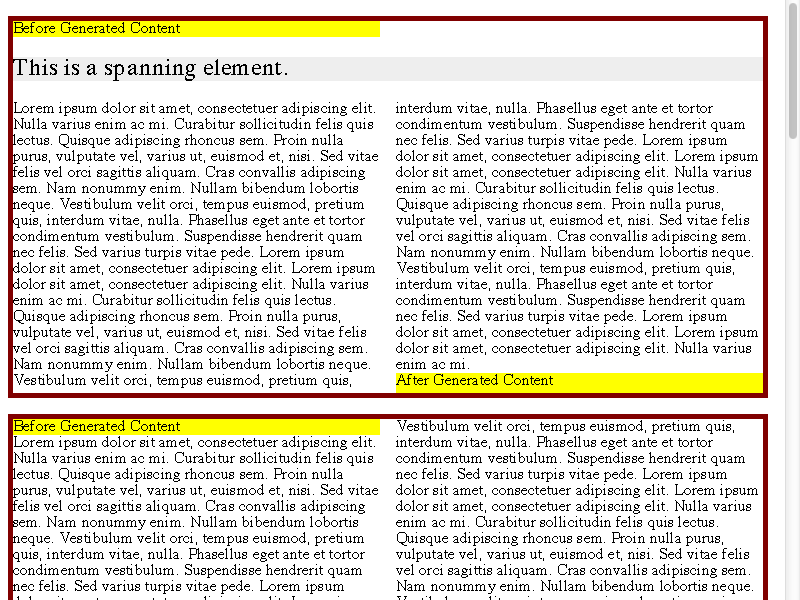 Before Generated Content
This is a spanning element.
Lorem ipsum dolor sit amet, consectetuer adipiscing elit.
Nulla varius enim ac mi. Curabitur sollicitudin felis quis
lectus. Quisque adipiscing rhoncus sem. Proin nulla
purus, vulputate vel, varius ut, euismod et, nisi. Sed vitae
felis vel orci sagittis aliquam. Cras convallis adipiscing
sem. Nam nonummy enim. Nullam bibendum lobortis
neque. Vestibulum velit orci, tempus euismod, pretium
quis, interdum vitae, nulla. Phasellus eget ante et tortor
condimentum vestibulum. Suspendisse hendrerit quam
nec felis. Sed varius turpis vitae pede. Lorem ipsum
dolor sit amet, consectetuer adipiscing elit. Lorem ipsum
dolor sit amet, consectetuer adipiscing elit. Nulla varius
enim ac mi. Curabitur sollicitudin felis quis lectus.
Quisque adipiscing rhoncus sem. Proin nulla purus,
vulputate vel, varius ut, euismod et, nisi. Sed vitae felis
vel orci sagittis aliquam. Cras convallis adipiscing sem.
Nam nonummy enim. Nullam bibendum lobortis neque.
Vestibulum velit orci, tempus euismod, pretium quis,
interdum vitae, nulla. Phasellus eget ante et tortor
condimentum vestibulum. Suspendisse hendrerit quam
nec felis. Sed varius turpis vitae pede. Lorem ipsum
dolor sit amet, consectetuer adipiscing elit. Lorem ipsum
dolor sit amet, consectetuer adipiscing elit. Nulla varius
enim ac mi. Curabitur sollicitudin felis quis lectus.
Quisque adipiscing rhoncus sem. Proin nulla purus,
vulputate vel, varius ut, euismod et, nisi. Sed vitae felis
vel orci sagittis aliquam. Cras convallis adipiscing sem.
Nam nonummy enim. Nullam bibendum lobortis neque.
Vestibulum velit orci, tempus euismod, pretium quis,
interdum vitae, nulla. Phasellus eget ante et tortor
condimentum vestibulum. Suspendisse hendrerit quam
nec felis. Sed varius turpis vitae pede. Lorem ipsum
dolor sit amet, consectetuer adipiscing elit. Nulla varius
enim ac mi.
After Generated Content
Before Generated Content
Lorem ipsum dolor sit amet, consectetuer adipiscing elit.
Nulla varius enim ac mi. Curabitur sollicitudin felis quis
lectus. Quisque adipiscing rhoncus sem. Proin nulla
purus, vulputate vel, varius ut, euismod et, nisi. Sed vitae
felis vel orci sagittis aliquam. Cras convallis adipiscing
sem. Nam nonummy enim. Nullam bibendum lobortis
neque. Vestibulum velit orci, tempus euismod, pretium
quis, interdum vitae, nulla. Phasellus eget ante et tortor
condimentum vestibulum. Suspendisse hendrerit quam
nec felis. Sed varius turpis vitae pede. Lorem ipsum
Vestibulum velit orci, tempus euismod, pretium quis,
interdum vitae, nulla. Phasellus eget ante et tortor
condimentum vestibulum. Suspendisse hendrerit quam
nec felis. Sed varius turpis vitae pede. Lorem ipsum
dolor sit amet, consectetuer adipiscing elit. Lorem ipsum
dolor sit amet, consectetuer adipiscing elit. Nulla varius
enim ac mi. Curabitur sollicitudin felis quis lectus.
Quisque adipiscing rhoncus sem. Proin nulla purus,
vulputate vel, varius ut, euismod et, nisi. Sed vitae felis
vel orci sagittis aliquam. Cras convallis adipiscing sem.
Nam nonummy enim. Nullam bibendum lobortis neque.